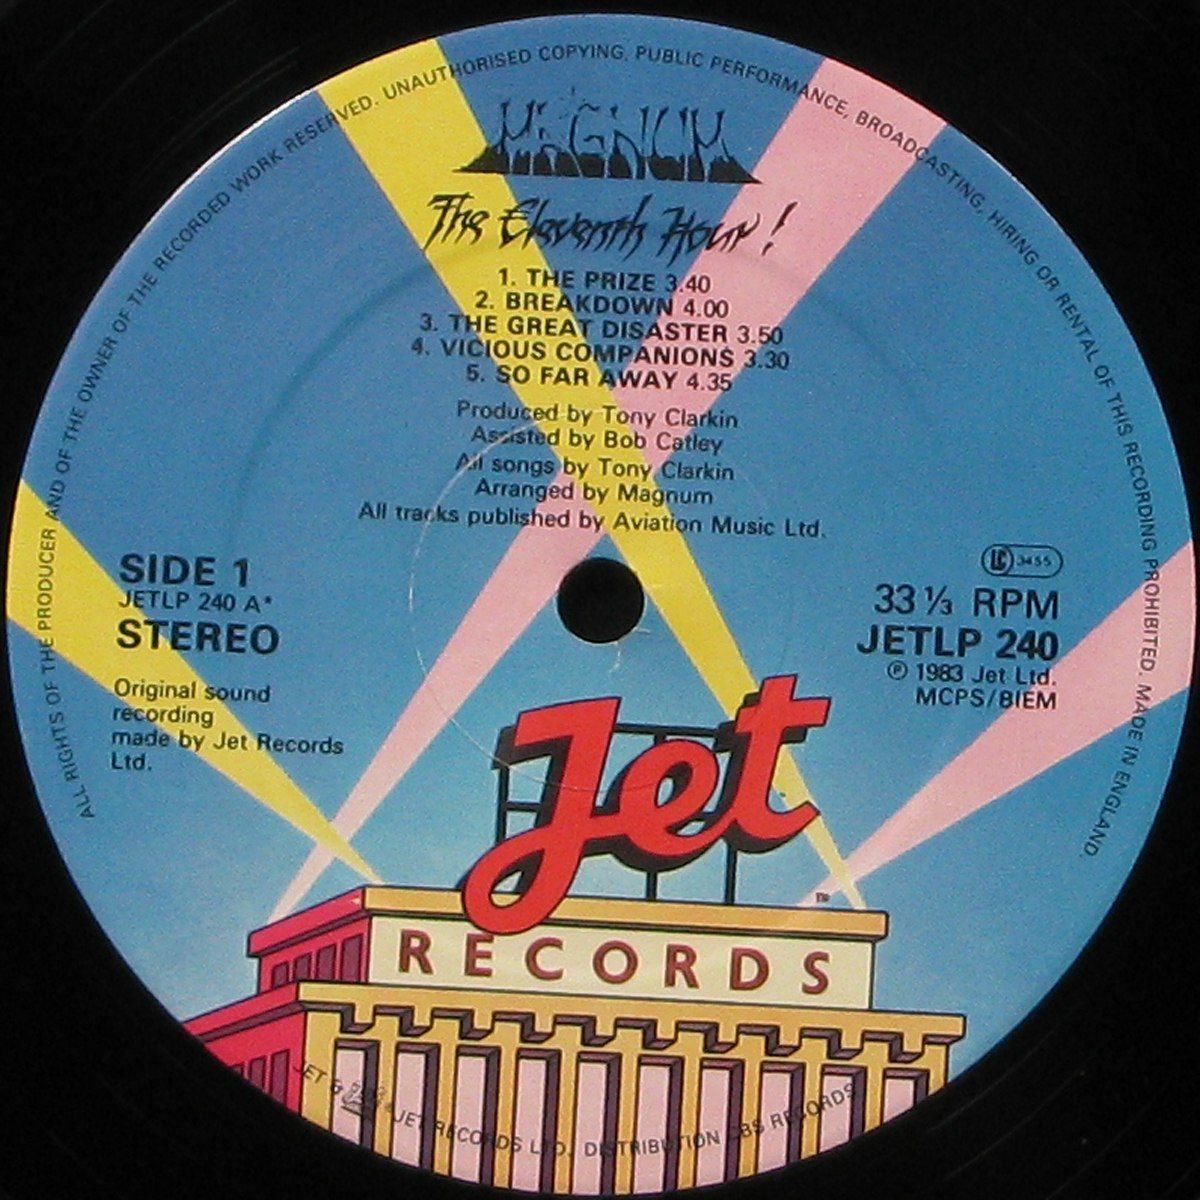 ALL RIGHTS OF THE PRODUCER AND OF THE OWNER OF THE RECORDED WORK RESERVED. UNAUTHORISED COPYING, PUBLIC PERFORMANCE, BROADCASTING, HIRING OR RENTAL OF THIS RECORDING PROHIBITED. MADE IN ENGLAND.
MAGNUM
The Eleventh Hour!
1. THE PRIZE 3.40
2. BREAKDOWN 4.00
3. THE GREAT DISASTER 3.50
4. VICIOUS COMPANIONS 3.30
5. SO FAR AWAY 4.35
Produced by Tony Clarkin
Assisted by Bob Catley
All songs by Tony Clarkin
Arranged by Magnum
All tracks published by Aviation Music Ltd.
SIDE 1
JETLP 240 A*
STEREO
Original sound
recording
made by Jet Records
Ltd.
LC 3455
33 ⅓ RPM
JETLP 240
℗ 1983 Jet Ltd.
MCPS/BIEM
Jet
TM
RECORDS
JET & JET RECORDS LTD. DISTRIBUTION CBS RECORDS